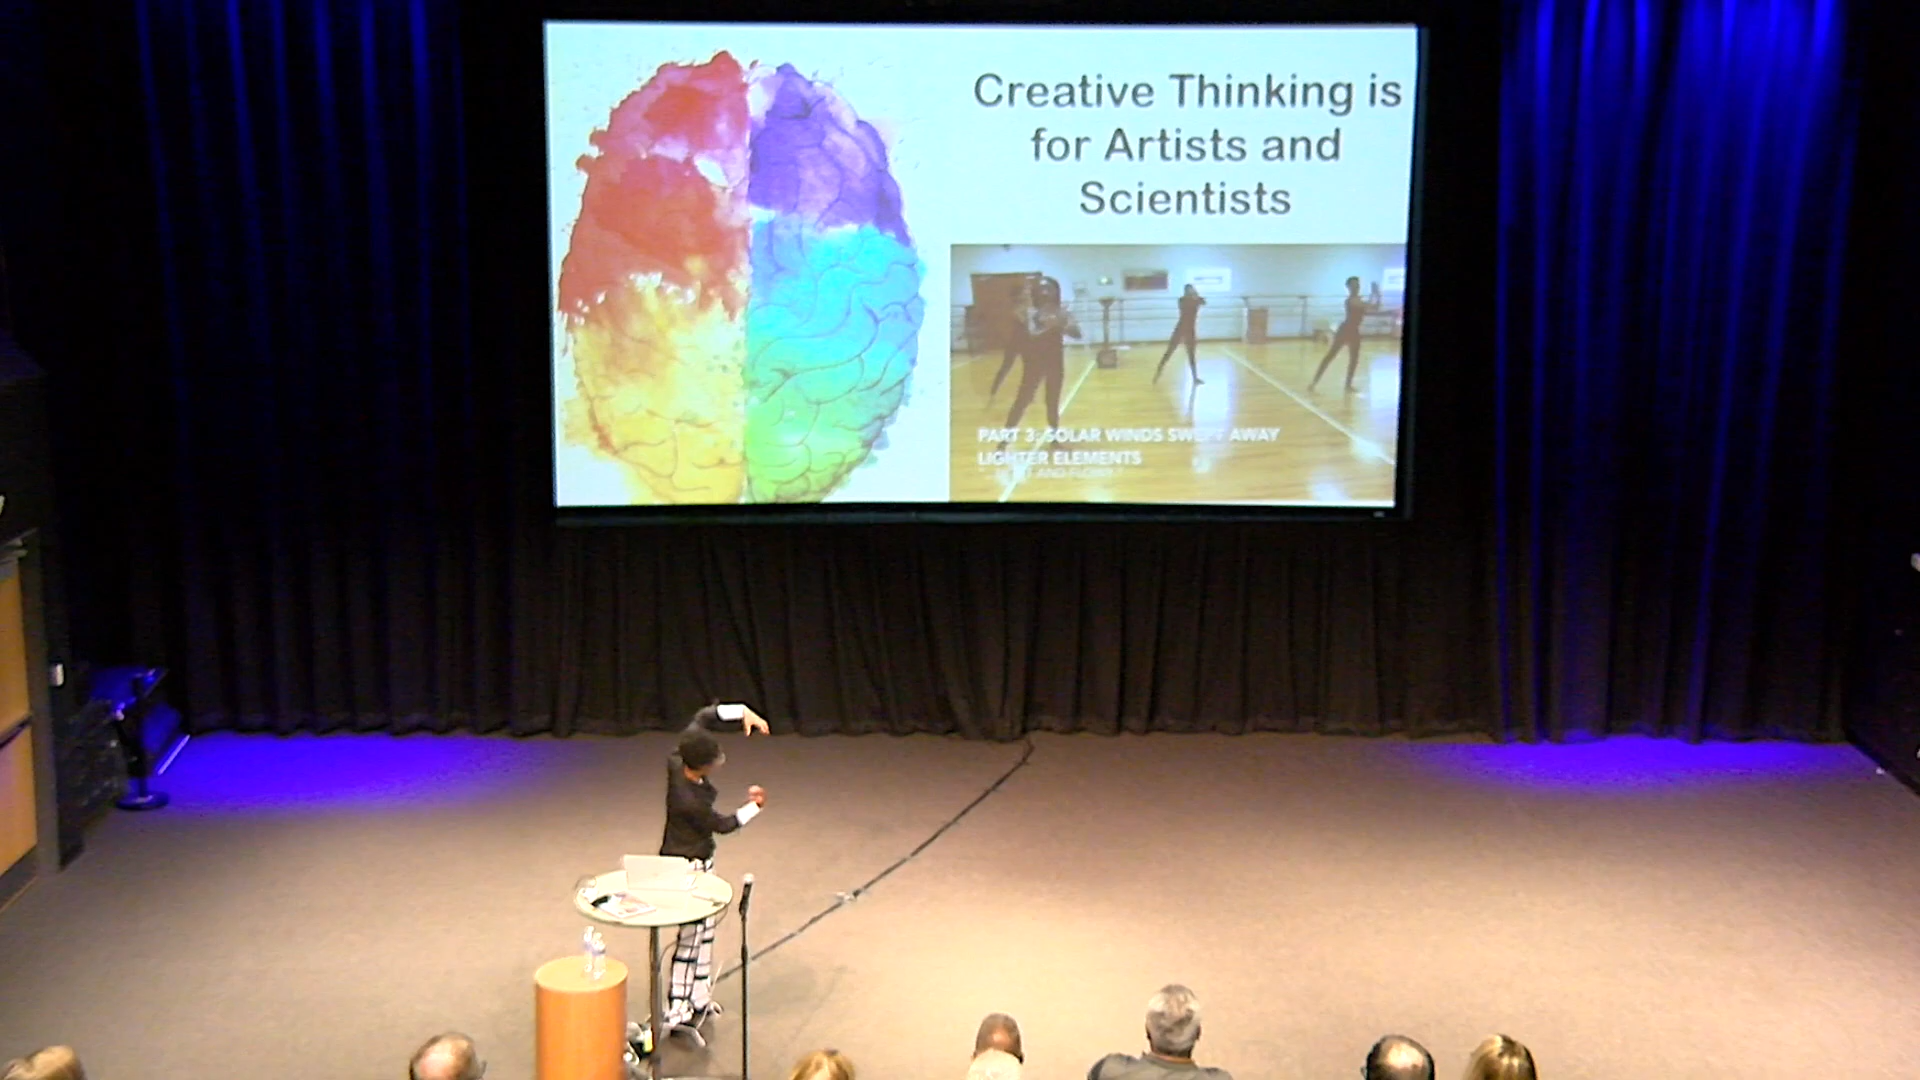 Creative Thinking is
for Artists and
Scientists
PART 3: SOLAR WINDS SWEPT AWAY
LIGHTER ELEMENTS